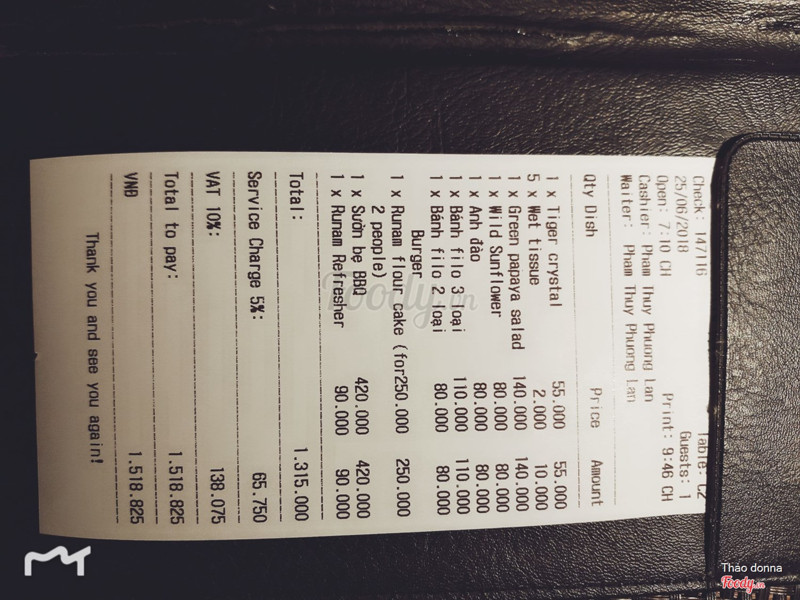 Table: C2
Check: 147116 Guests: 1
25/06/2018
Open: 7:10 CH Print: 9:46 CH
Cashier: Pham Thuy Phuong Lan
Waiter: Pham Thuy Phuong Lan
Qty Dish Price Amount
1 x Tiger crystal 55.000 55.000
5 x Wet tissue 2.000 10.000
1 x Green papaya salad 140.000 140.000
1 x Wild Sunflower 80.000 80.000
1 x Anh đào 80.000 80.000
1 x Bánh filo 3 loại 110.000 110.000
1 x Bánh filo 2 loại 80.000 80.000
Burger
1 x Runam flour cake (for250.000 250.000
2 people)
1 x Sườn bẹ BBQ 420.000 420.000
1 x Runam Refresher 90.000 90.000
Total: 1.315.000
Service Charge 5%: 65.750
VAT 10%: 138.075
Total to pay: 1.518.825
VNĐ 1.518.825
Thank you and see you again!
Foody.vn
Thảo donna
Foody.vn